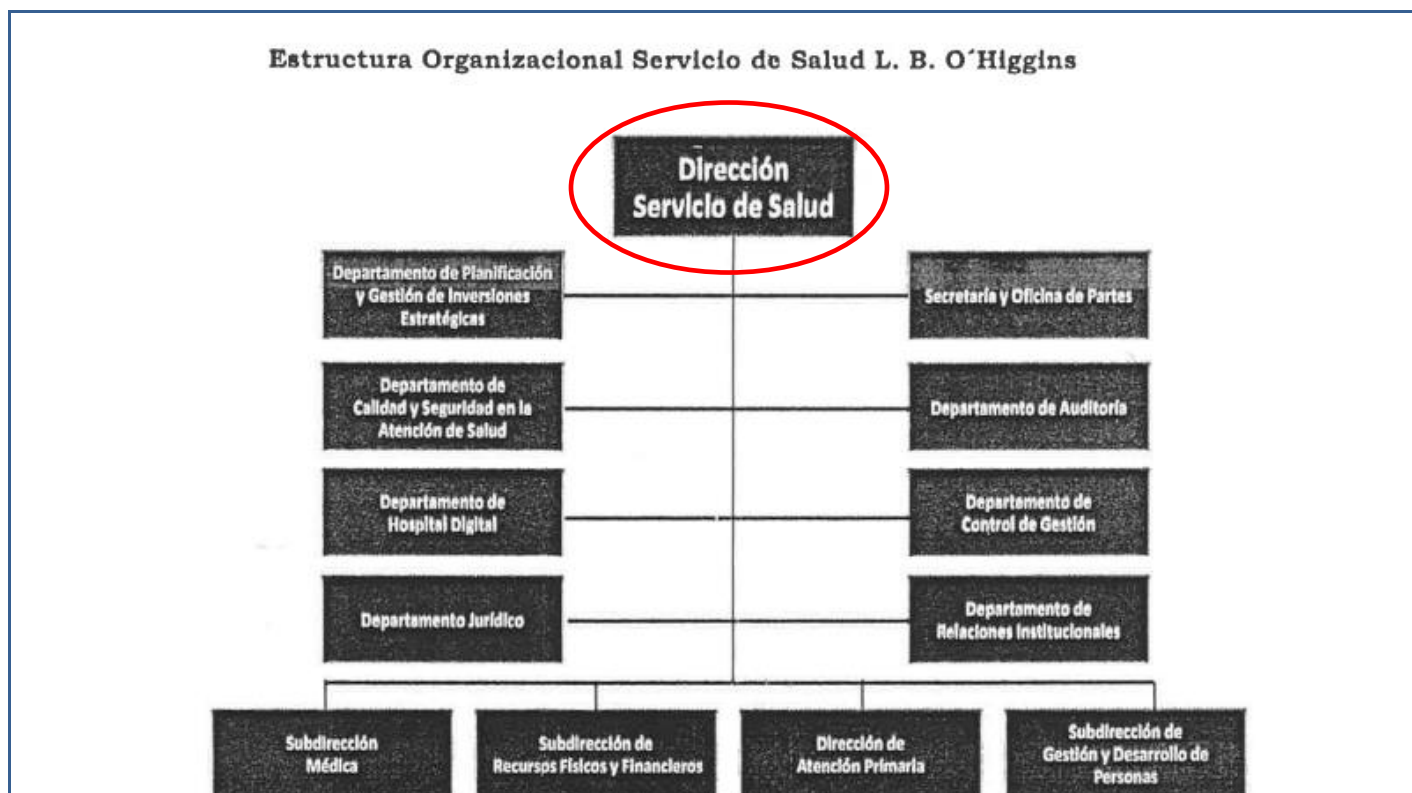 Estructura Organizacional Servicio de Salud L. B. O´Higgins
Dirección
Servicio de Salud
Departamento de Planificación
y Gestión de Inversiones
Estratégicas
Secretaría y Oficina de Partes
Departamento de
Calidad y Seguridad en la
Atención de Salud
Departamento de Auditoría
Departamento de
Hospital Digital
Departamento de
Control de Gestión
Departamento Jurídico
Departamento de
Relaciones Institucionales
Subdirección
Médica
Subdirección de
Recursos Físicos y Financieros
Dirección de
Atención Primaria
Subdirección de
Gestión y Desarrollo de
Personas